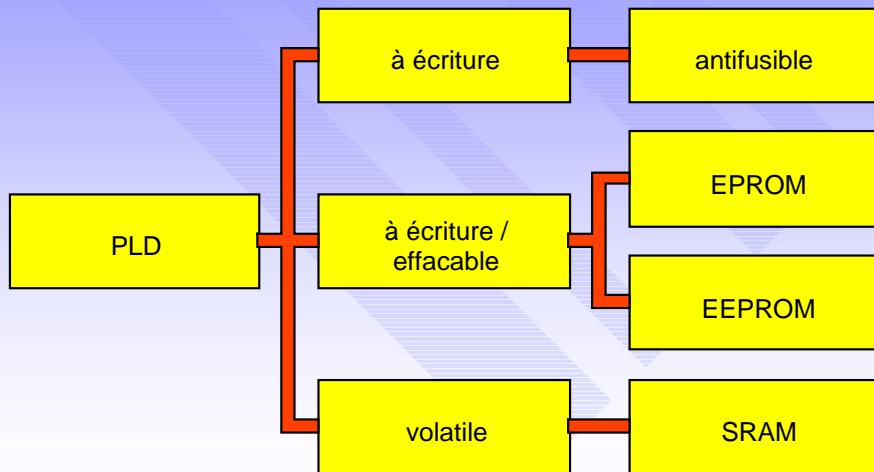 à écriture
antifusible
EPROM
PLD
à écriture /
effacable
EEPROM
volatile
SRAM